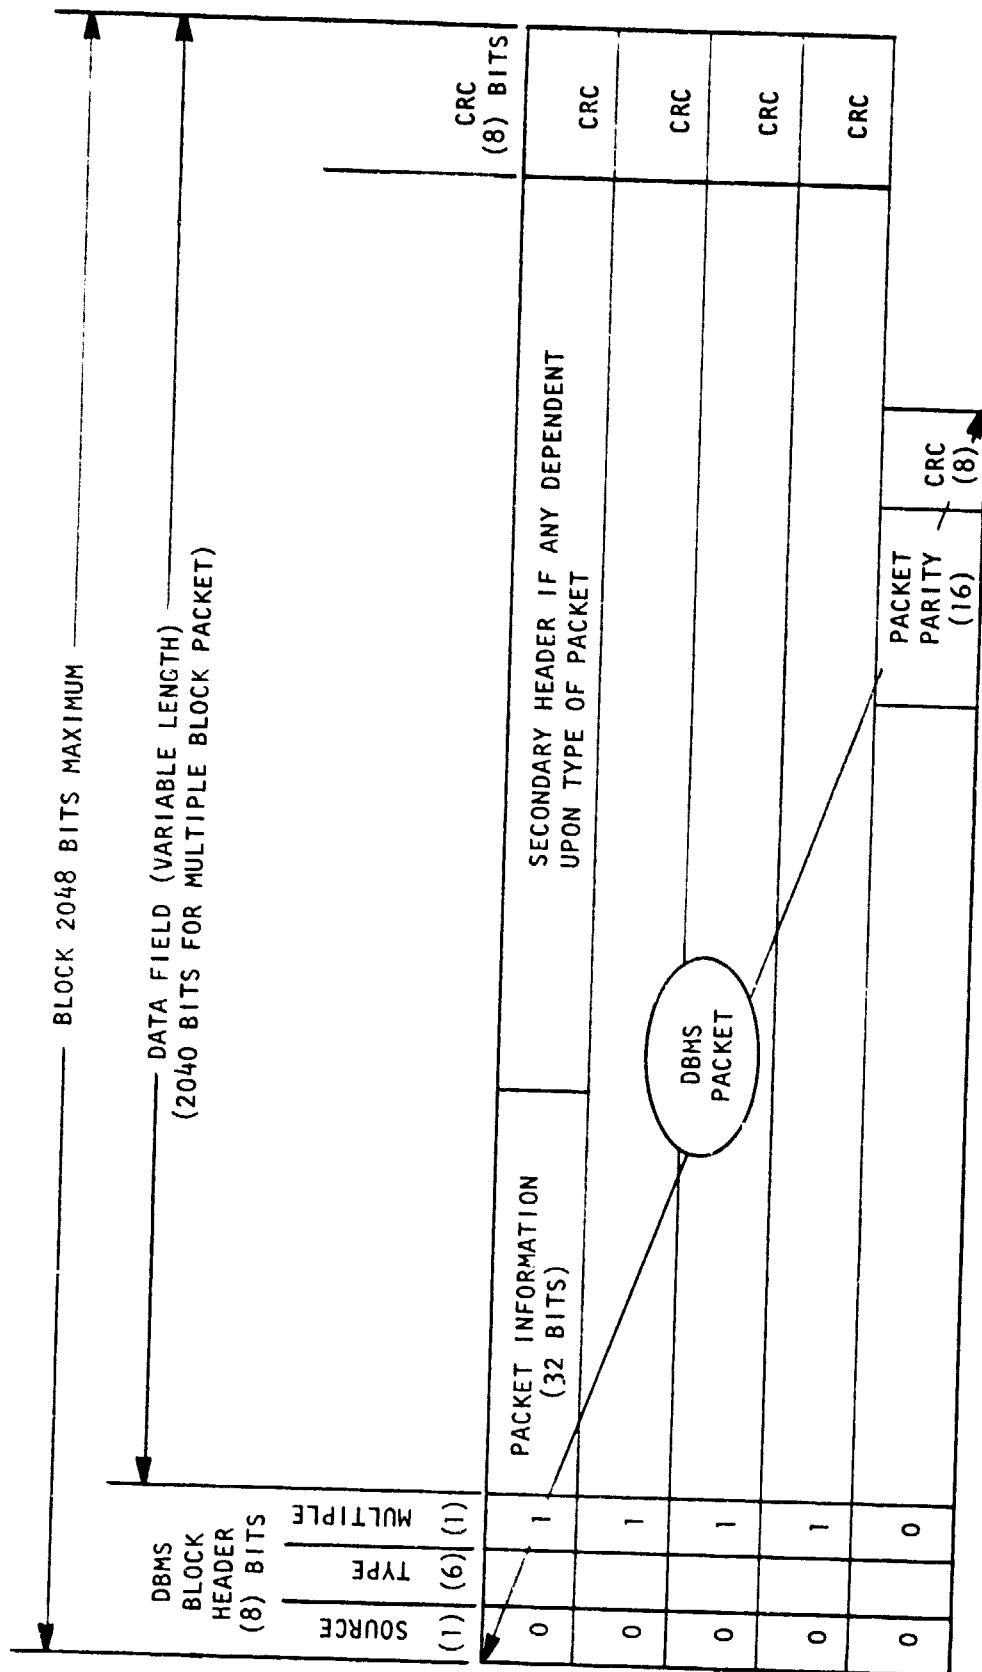 BLOCK 2048 BITS MAXIMUM
DATA FIELD (VARIABLE LENGTH)
(2040 BITS FOR MULTIPLE BLOCK PACKET)
DBMS
BLOCK
HEADER
(8) BITS
SOURCE
TYPE
MULTIPLE
(1)
(6)
(1)
CRC
(8) BITS
0
1
PACKET INFORMATION
(32 BITS)
SECONDARY HEADER IF ANY DEPENDENT
UPON TYPE OF PACKET
CRC
0
1
CRC
0
1
DBMS
PACKET
CRC
0
1
CRC
0
0
PACKET
PARITY
(16)
CRC
(8)